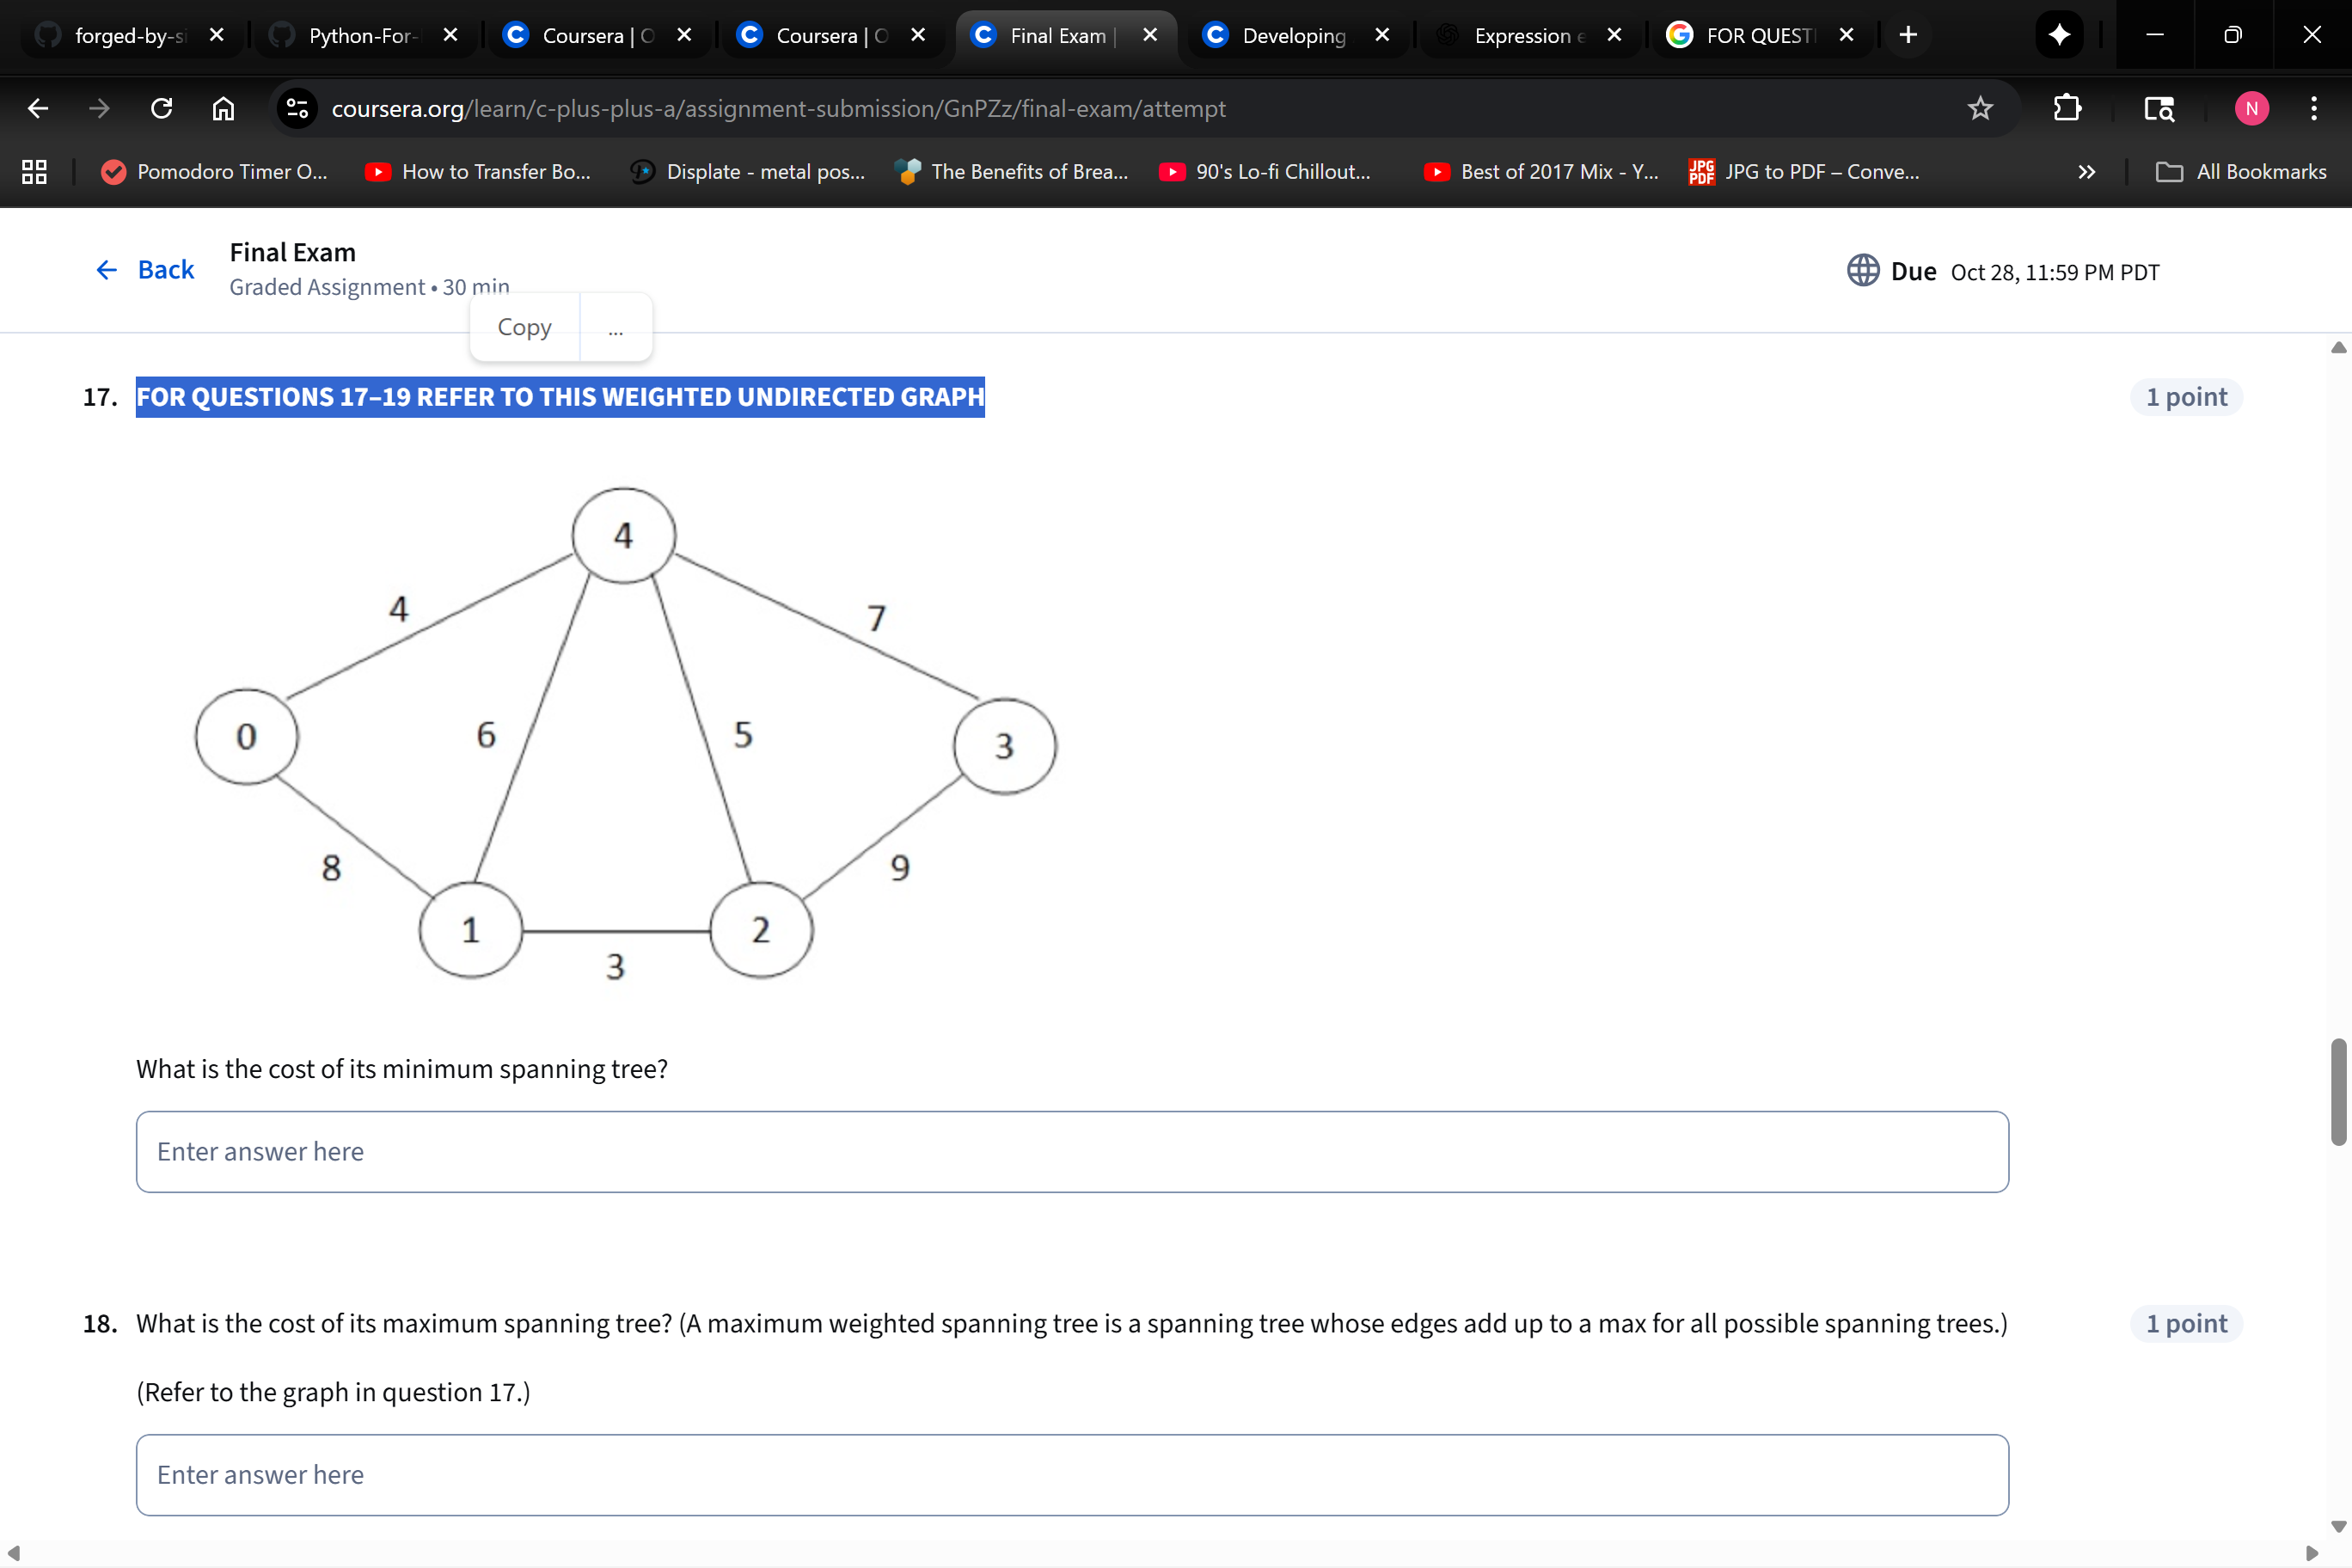 forged-by-si
Python-For-
Coursera | O
Coursera | O
Final Exam |
Developing
Expression e
FOR QUESTI
coursera.org/learn/c-plus-plus-a/assignment-submission/GnPZz/final-exam/attempt
N
Pomodoro Timer O...
How to Transfer Bo...
Displate - metal pos...
The Benefits of Brea...
90's Lo-fi Chillout...
Best of 2017 Mix - Y...
JPG PDF
JPG to PDF – Conve...
All Bookmarks
Back
Final Exam
Graded Assignment • 30 min
Due Oct 28, 11:59 PM PDT
Copy
...
17. FOR QUESTIONS 17–19 REFER TO THIS WEIGHTED UNDIRECTED GRAPH
1 point
4
4
7
0
6
5
3
8
9
1
2
3
What is the cost of its minimum spanning tree?
Enter answer here
18. What is the cost of its maximum spanning tree? (A maximum weighted spanning tree is a spanning tree whose edges add up to a max for all possible spanning trees.)
1 point
(Refer to the graph in question 17.)
Enter answer here